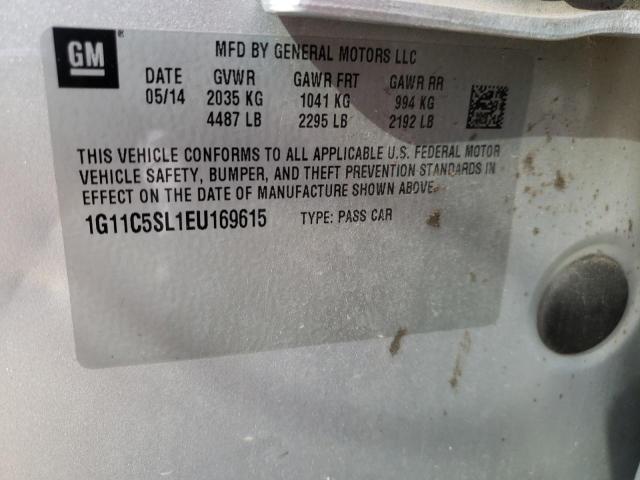 GM
MFD BY GENERAL MOTORS LLC
DATE GVWR GAWR FRT GAWR RR
05/14 2035 KG 1041 KG 994 KG
4487 LB 2295 LB 2192 LB
THIS VEHICLE CONFORMS TO ALL APPLICABLE U.S. FEDERAL MOTOR
VEHICLE SAFETY, BUMPER, AND THEFT PREVENTION STANDARDS IN
EFFECT ON THE DATE OF MANUFACTURE SHOWN ABOVE.
1G11C5SL1EU169615 TYPE: PASS CAR